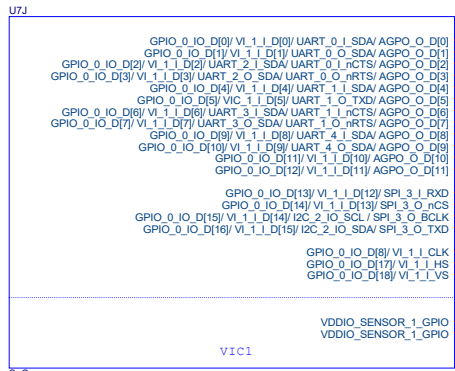 U7J
GPIO_0_IO_D[0]/ VI_1_I_D[0]/ UART_0_I_SDA/ AGPO_O_D[0]
GPIO_0_IO_D[1]/ VI_1_I_D[1]/ UART_0_O_SDA/ AGPO_O_D[1]
GPIO_0_IO_D[2]/ VI_1_I_D[2]/ UART_2_I_SDA/ UART_0_I_nCTS/ AGPO_O_D[2]
GPIO_0_IO_D[3]/ VI_1_I_D[3]/ UART_2_O_SDA/ UART_0_O_nRTS/ AGPO_O_D[3]
GPIO_0_IO_D[4]/ VI_1_I_D[4]/ UART_1_I_SDA/ AGPO_O_D[4]
GPIO_0_IO_D[5]/ VIC_1_I_D[5]/ UART_1_O_TXD/ AGPO_O_D[5]
GPIO_0_IO_D[6]/ VI_1_I_D[6]/ UART_3_I_SDA/ UART_1_I_nCTS/ AGPO_O_D[6]
GPIO_0_IO_D[7]/ VI_1_I_D[7]/ UART_3_O_SDA/ UART_1_O_nRTS/ AGPO_O_D[7]
GPIO_0_IO_D[9]/ VI_1_I_D[8]/ UART_4_I_SDA/ AGPO_O_D[8]
GPIO_0_IO_D[10]/ VI_1_I_D[9]/ UART_4_O_SDA/ AGPO_O_D[9]
GPIO_0_IO_D[11]/ VI_1_I_D[10]/ AGPO_O_D[10]
GPIO_0_IO_D[12]/ VI_1_I_D[11]/ AGPO_O_D[11]
GPIO_0_IO_D[13]/ VI_1_I_D[12]/ SPI_3_I_RXD
GPIO_0_IO_D[14]/ VI_1_I_D[13]/ SPI_3_O_nCS
GPIO_0_IO_D[15]/ VI_1_I_D[14]/ I2C_2_IO_SCL / SPI_3_O_BCLK
GPIO_0_IO_D[16]/ VI_1_I_D[15]/ I2C_2_IO_SDA/ SPI_3_O_TXD
GPIO_0_IO_D[8]/ VI_1_I_CLK
GPIO_0_IO_D[17]/ VI_1_I_HS
GPIO_0_IO_D[18]/ VI_1_I_VS
VDDIO_SENSOR_1_GPIO
VDDIO_SENSOR_1_GPIO
VIC1